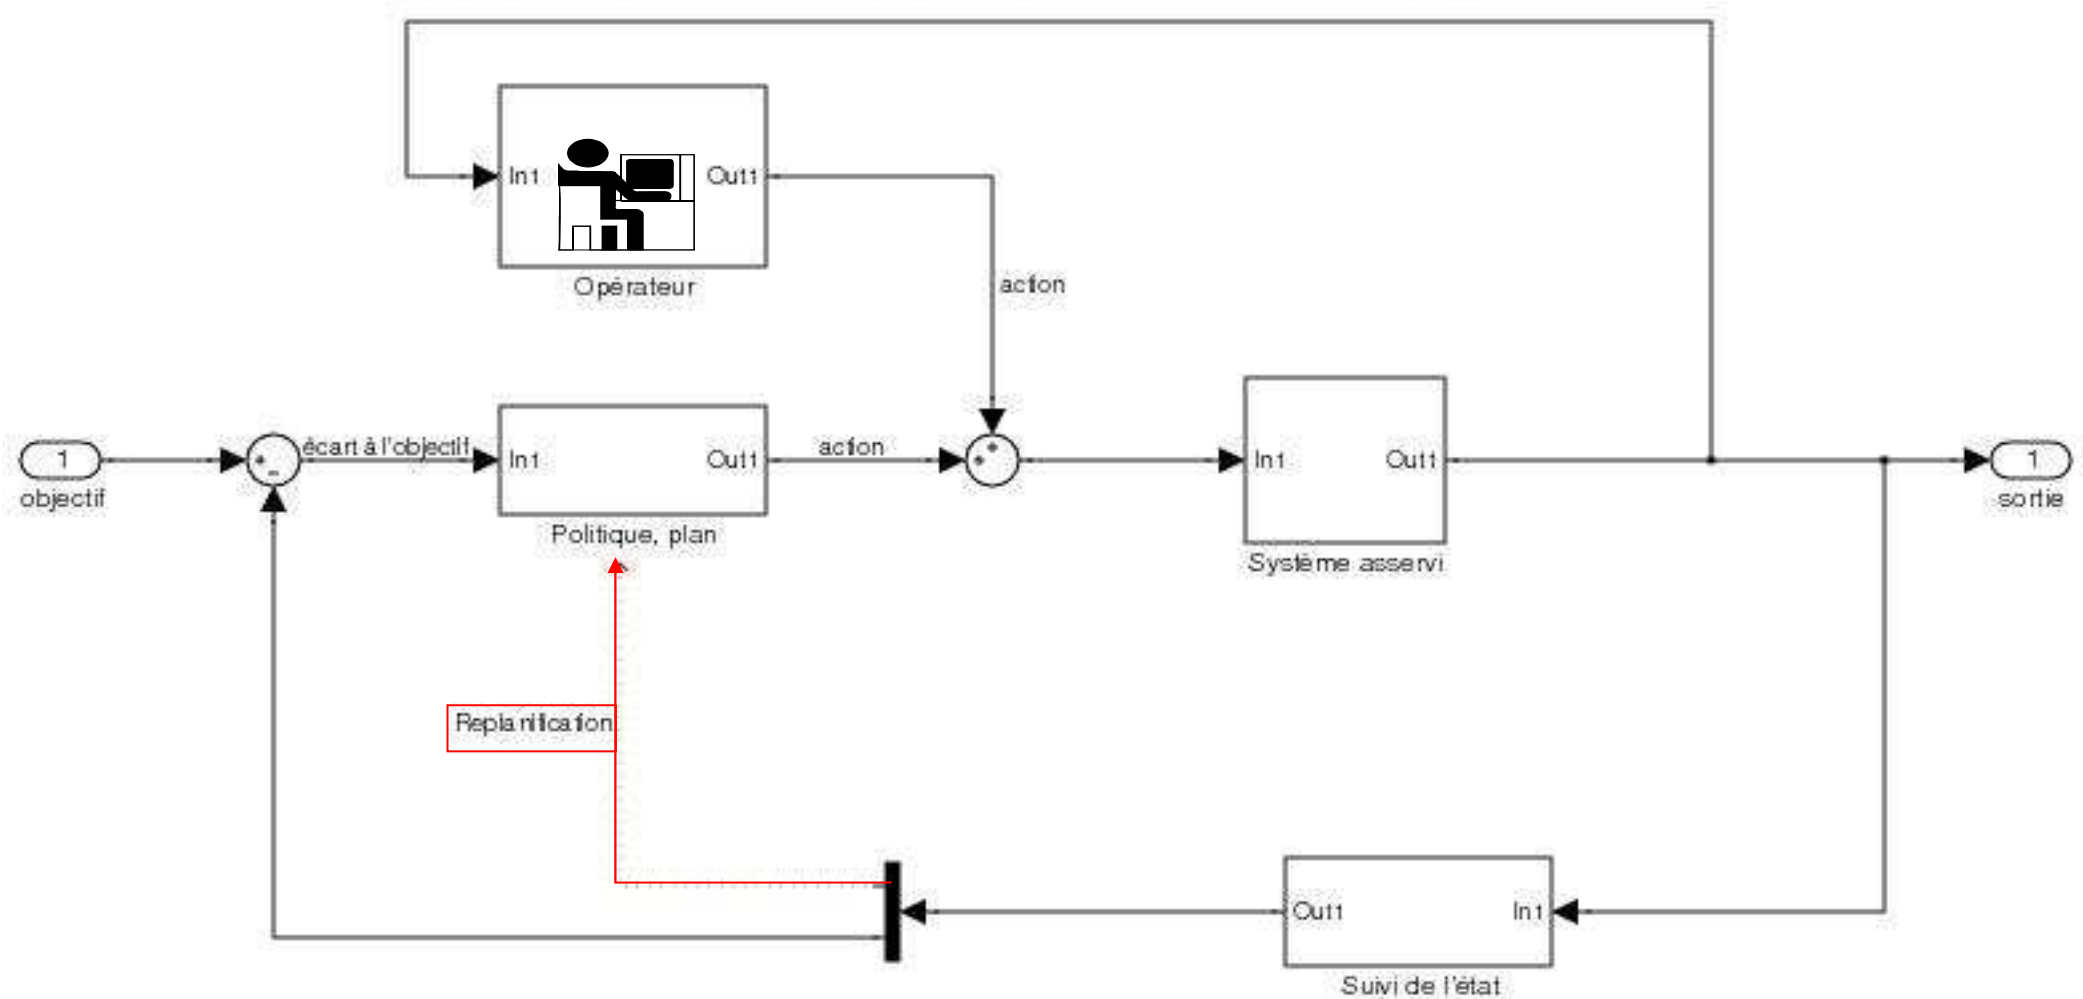 In1
Out1
Opérateur
action
1
objectif
+
-
écart à l'objectif
In1
Out1
Politique, plan
action
+
+
In1
Out1
Système asservi
1
sortie
Replanification
Out1
In1
Suivi de l'état